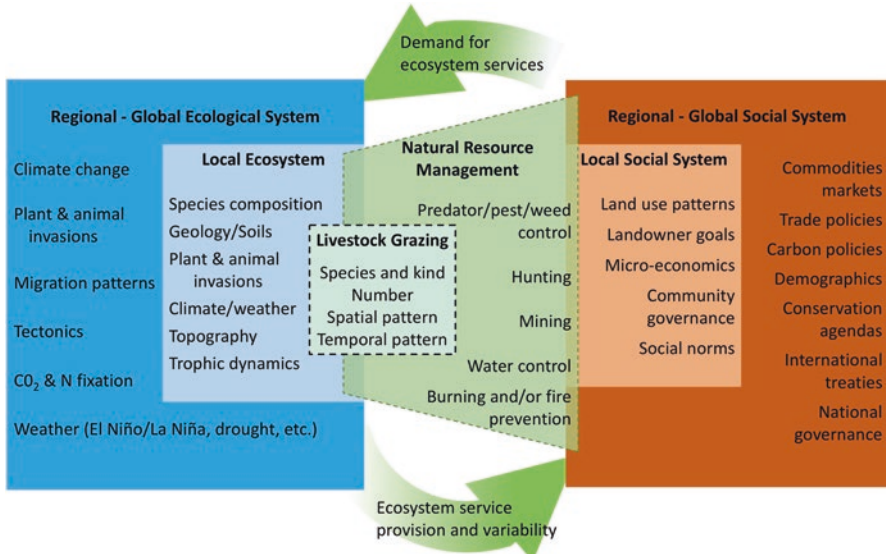 Demand for
ecosystem services
Regional - Global Ecological System
Climate change
Plant & animal
invasions
Migration patterns
Tectonics
C0₂ & N fixation
Weather (El Niño/La Niña, drought, etc.)
Local Ecosystem
Species composition
Geology/Soils
Plant & animal
invasions
Climate/weather
Topography
Trophic dynamics
Livestock Grazing
Species and kind
Number
Spatial pattern
Temporal pattern
Natural Resource
Management
Predator/pest/weed
control
Hunting
Mining
Water control
Burning and/or fire
prevention
Regional - Global Social System
Local Social System
Land use patterns
Landowner goals
Micro-economics
Community
governance
Social norms
Commodities
markets
Trade policies
Carbon policies
Demographics
Conservation
agendas
International
treaties
National
governance
Ecosystem service
provision and variability